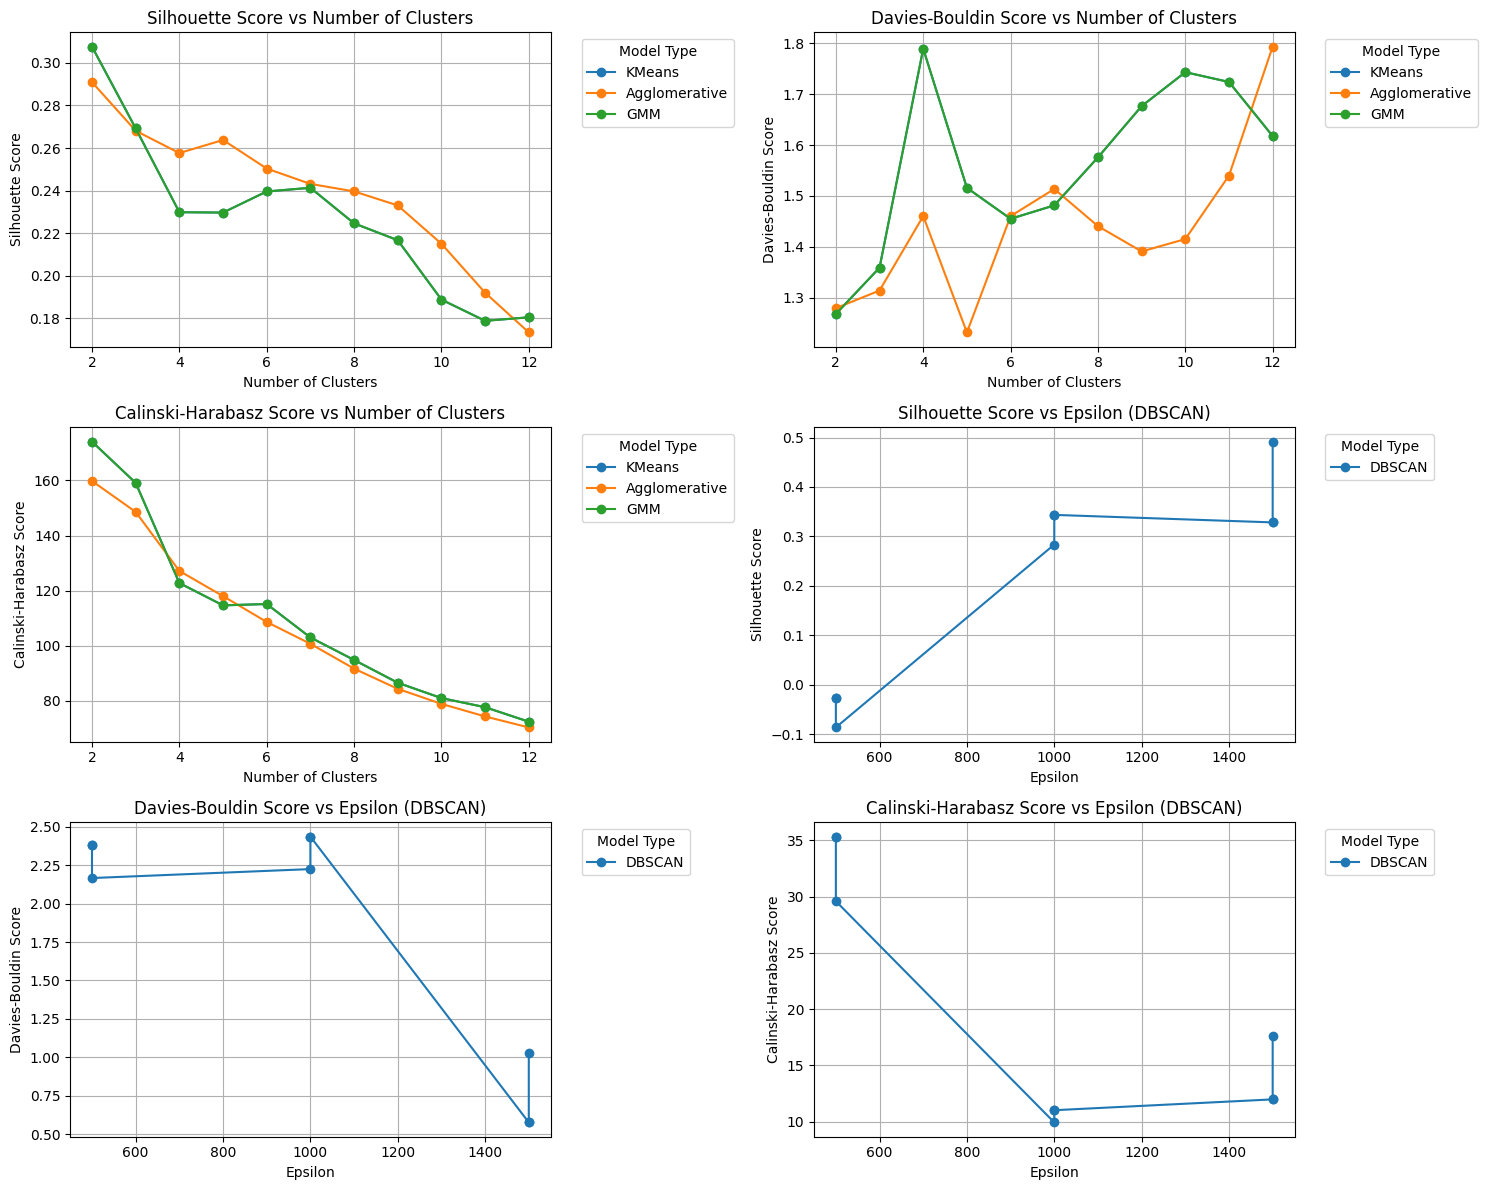 Silhouette Score vs Number of Clusters
Silhouette Score
0.30
0.28
0.26
0.24
0.22
0.20
0.18
2 4 6 8 10 12
Number of Clusters
Model Type
KMeans
Agglomerative
GMM
Davies-Bouldin Score vs Number of Clusters
Davies-Bouldin Score
1.8
1.7
1.6
1.5
1.4
1.3
2 4 6 8 10 12
Number of Clusters
Model Type
KMeans
Agglomerative
GMM
Calinski-Harabasz Score vs Number of Clusters
Calinski-Harabasz Score
160
140
120
100
80
2 4 6 8 10 12
Number of Clusters
Model Type
KMeans
Agglomerative
GMM
Silhouette Score vs Epsilon (DBSCAN)
Silhouette Score
0.5
0.4
0.3
0.2
0.1
0.0
−0.1
600 800 1000 1200 1400
Epsilon
Model Type
DBSCAN
Davies-Bouldin Score vs Epsilon (DBSCAN)
Davies-Bouldin Score
2.50
2.25
2.00
1.75
1.50
1.25
1.00
0.75
0.50
600 800 1000 1200 1400
Epsilon
Model Type
DBSCAN
Calinski-Harabasz Score vs Epsilon (DBSCAN)
Calinski-Harabasz Score
35
30
25
20
15
10
600 800 1000 1200 1400
Epsilon
Model Type
DBSCAN